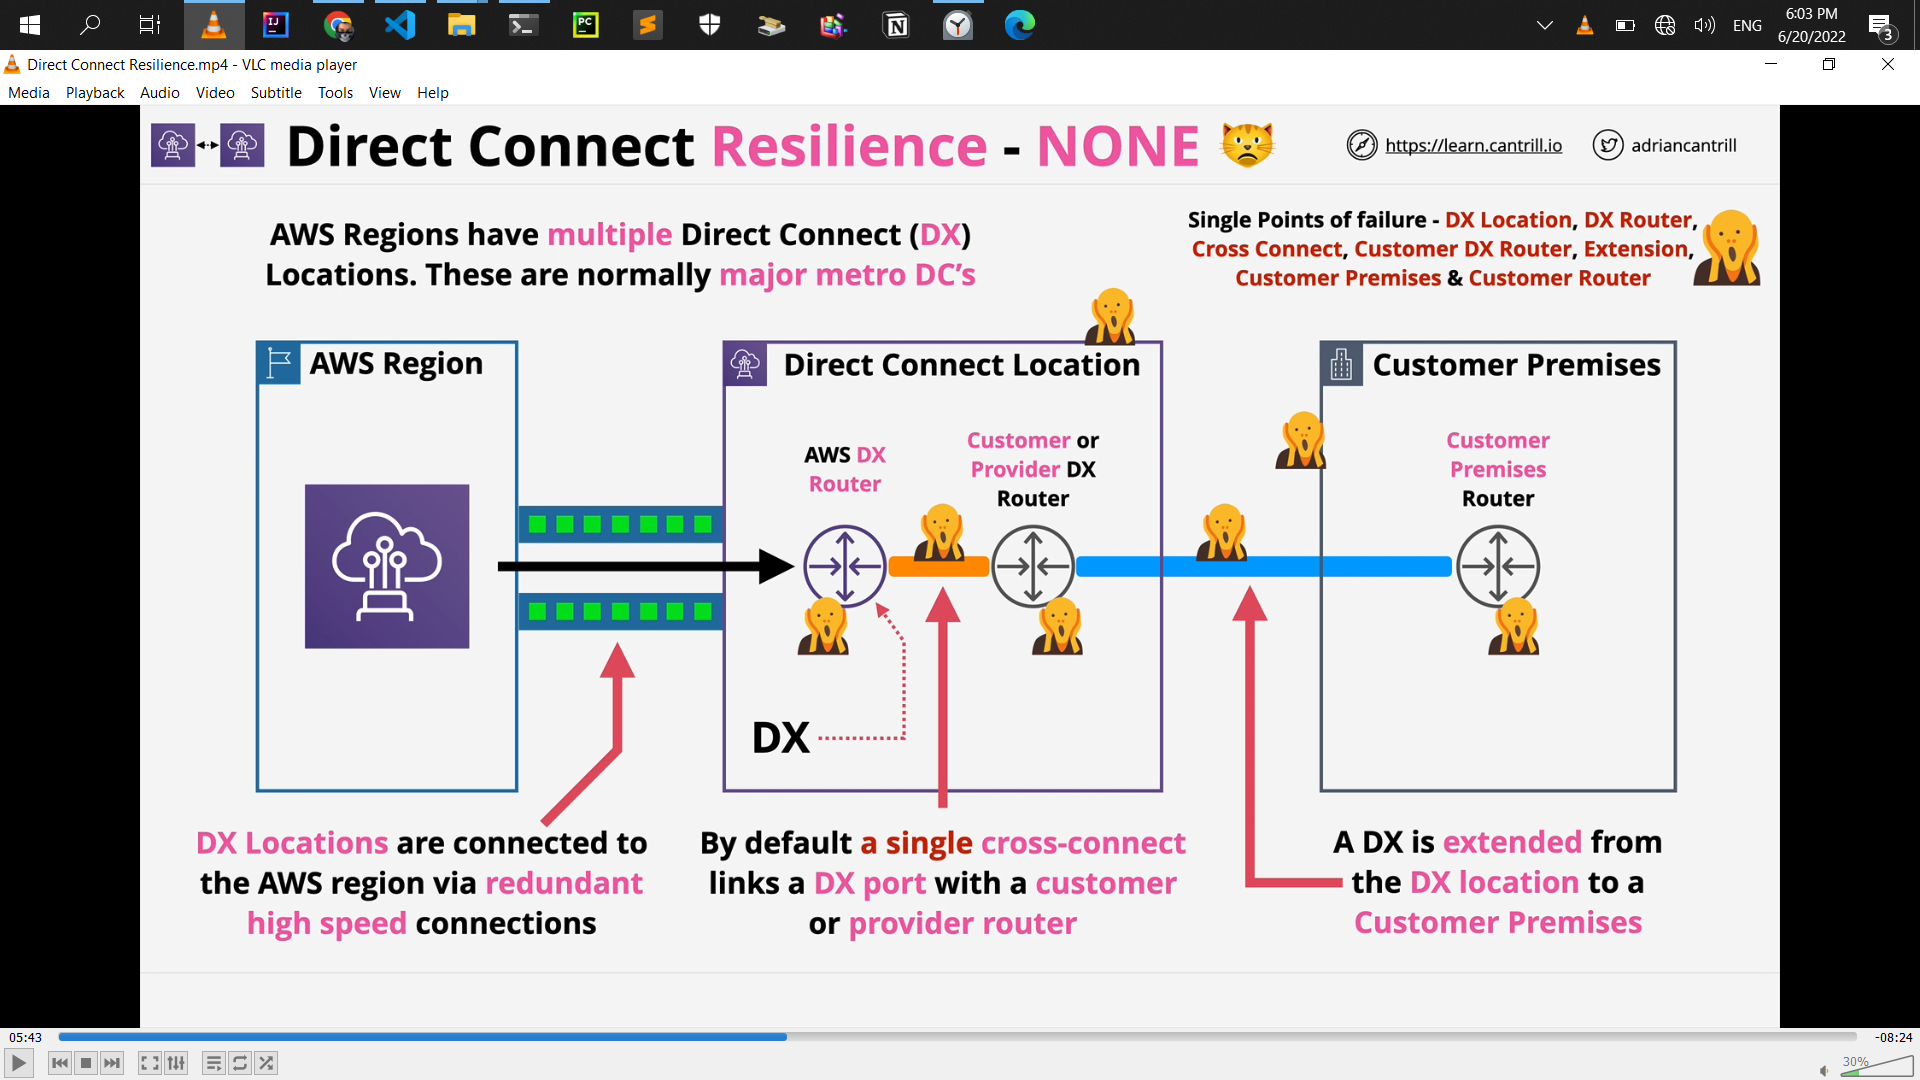 IJ
PC
ENG
6:03 PM
6/20/2022
3
Direct Connect Resilience.mp4 - VLC media player
Media Playback Audio Video Subtitle Tools View Help
Direct Connect Resilience - NONE
https://learn.cantrill.io
adriancantrill
AWS Regions have multiple Direct Connect (DX)
Locations. These are normally major metro DC's
Single Points of failure - DX Location, DX Router,
Cross Connect, Customer DX Router, Extension,
Customer Premises & Customer Router
AWS Region
Direct Connect Location
Customer Premises
AWS DX
Router
Customer or
Provider DX
Router
Customer
Premises
Router
DX
DX Locations are connected to
the AWS region via redundant
high speed connections
By default a single cross-connect
links a DX port with a customer
or provider router
A DX is extended from
the DX location to a
Customer Premises
05:43
-08:24
30%